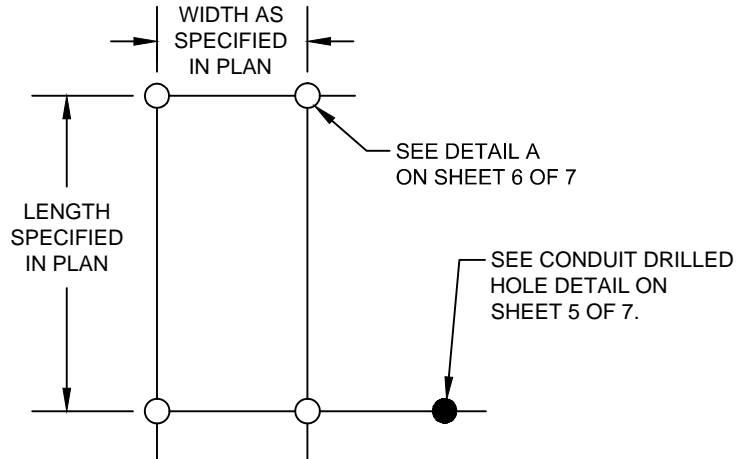 WIDTH AS
SPECIFIED
IN PLAN
SEE DETAIL A
ON SHEET 6 OF 7
LENGTH
SPECIFIED
IN PLAN
SEE CONDUIT DRILLED
HOLE DETAIL ON
SHEET 5 OF 7.